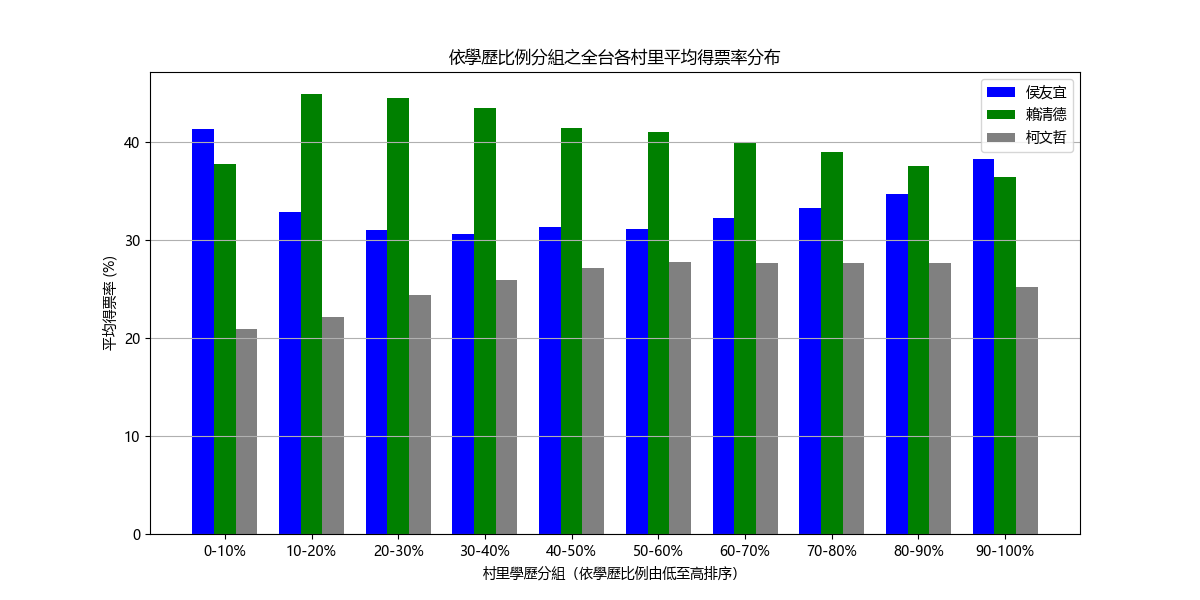 依學歷比例分組之全台各村里平均得票率分布
侯友宜
賴清德
柯文哲
平均得票率 (%)
40
30
20
10
0
0-10%
10-20%
20-30%
30-40%
40-50%
50-60%
60-70%
70-80%
80-90%
90-100%
村里學歷分組（依學歷比例由低至高排序）